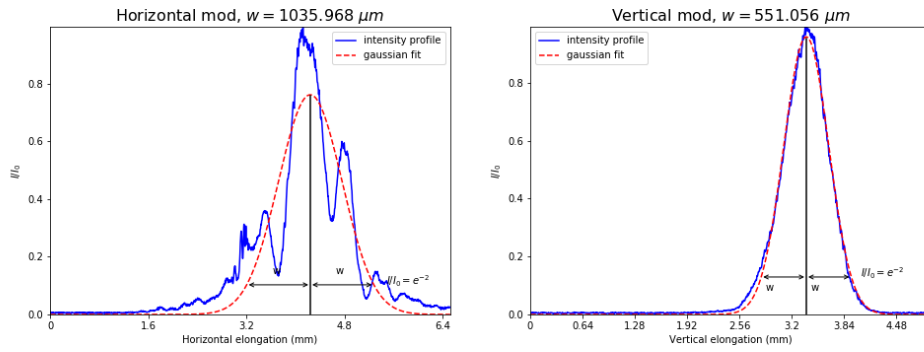 Horizontal mod, w = 1035.968 μm
intensity profile
gaussian fit
0.8
0.6
0.4
0.2
0.0
I/I₀
w
w
I/I₀ = e⁻²
0
1.6
3.2
4.8
6.4
Horizontal elongation (mm)
Vertical mod, w = 551.056 μm
intensity profile
gaussian fit
0.8
0.6
0.4
0.2
0.0
I/I₀
w
w
I/I₀ = e⁻²
0
0.64
1.28
1.92
2.56
3.2
3.84
4.48
Vertical elongation (mm)